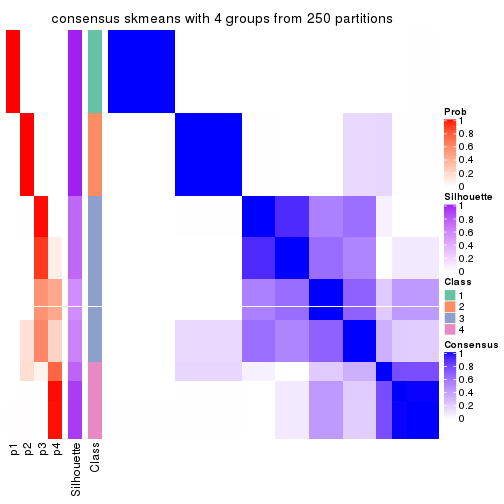 consensus skmeans with 4 groups from 250 partitions
Prob
1
0.8
0.6
0.4
0.2
0
Silhouette
1
0.8
0.6
0.4
0.2
0
Class
1
2
3
4
Consensus
1
0.8
0.6
0.4
0.2
0
p1
p2
p3
p4
Silhouette
Class